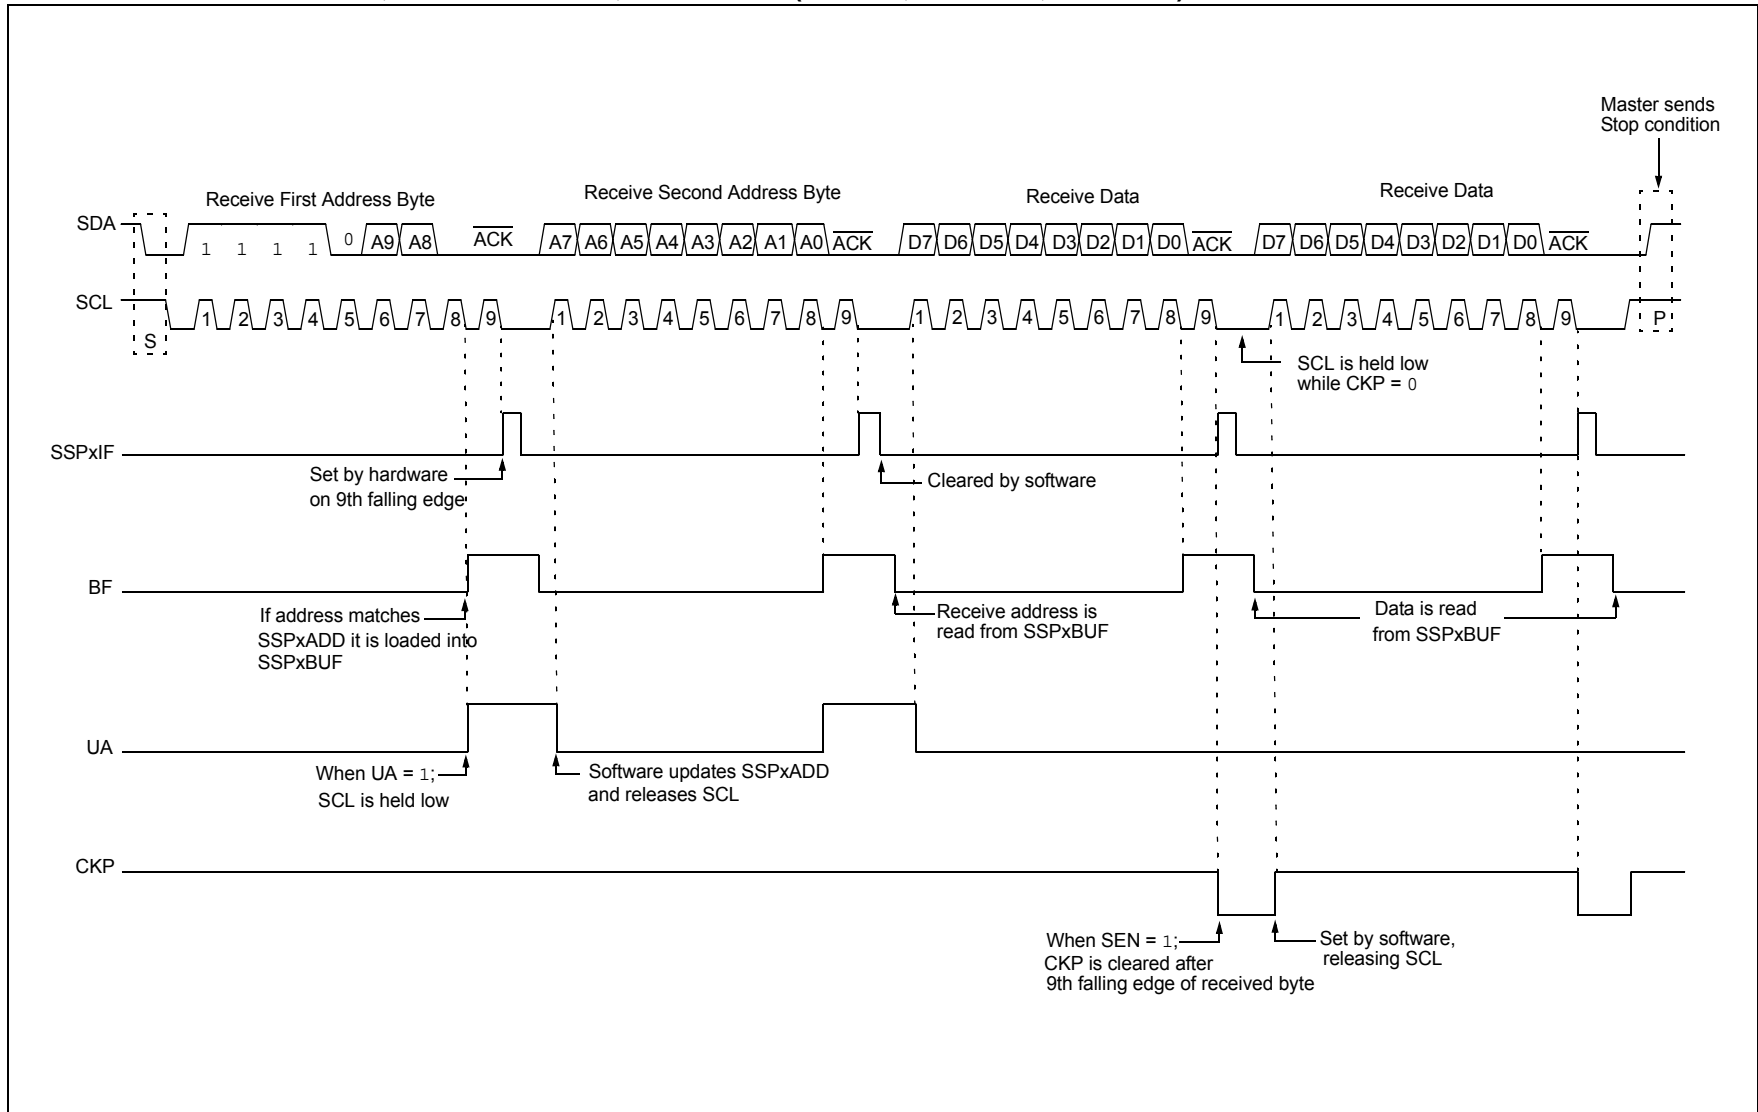 Master sends
Stop condition
Receive First Address Byte
Receive Second Address Byte
Receive Data
Receive Data
SDA
1 1 1 1 0 A9 A8 ACK A7 A6 A5 A4 A3 A2 A1 A0 ACK D7 D6 D5 D4 D3 D2 D1 D0 ACK D7 D6 D5 D4 D3 D2 D1 D0 ACK
SCL
S 1 2 3 4 5 6 7 8 9 1 2 3 4 5 6 7 8 9 1 2 3 4 5 6 7 8 9 1 2 3 4 5 6 7 8 9 P
SCL is held low
while CKP = 0
SSPxIF
Set by hardware
on 9th falling edge
Cleared by software
BF
If address matches
SSPxADD it is loaded into
SSPxBUF
Receive address is
read from SSPxBUF
Data is read
from SSPxBUF
UA
When UA = 1;
SCL is held low
Software updates SSPxADD
and releases SCL
CKP
When SEN = 1;
CKP is cleared after
9th falling edge of received byte
Set by software,
releasing SCL